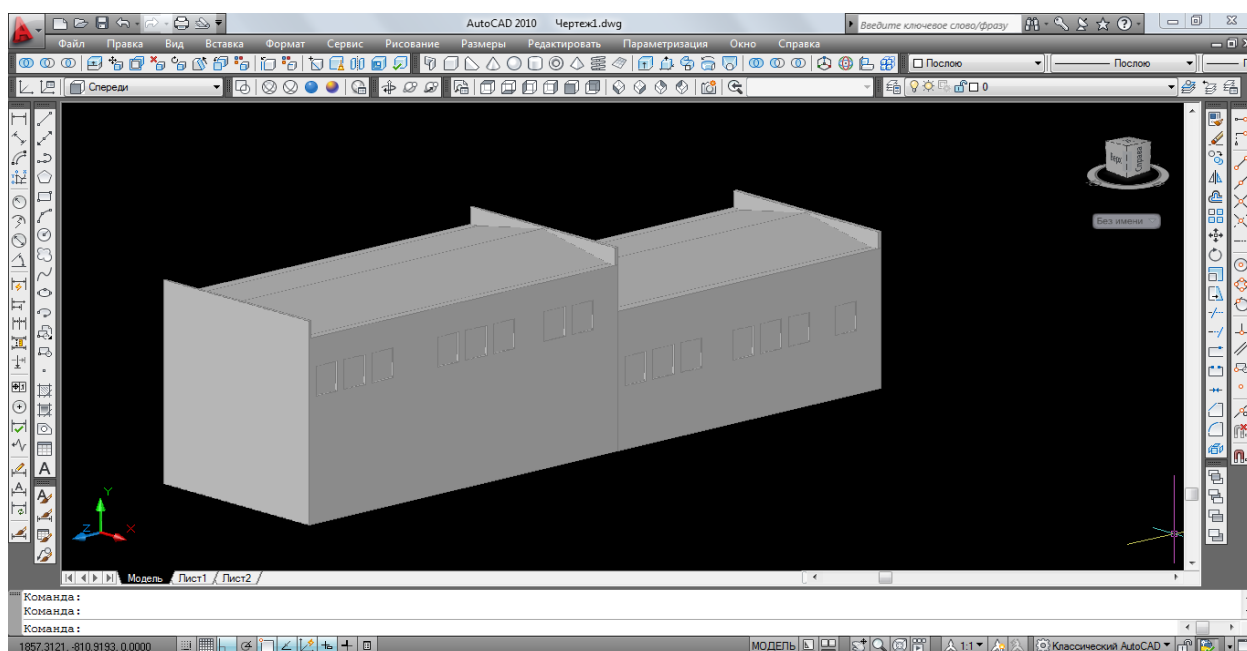 AutoCAD 2010 Чертеж1.dwg Введите ключевое слово/фразу
Файл Правка Вид Вставка Формат Сервис Рисование Размеры Редактировать Параметризация Окно Справка
Послою Послою
Спереди 0
Верх Справа
Без имени
Y
Z X
Модель Лист1 Лист2
Команда:
Команда:
Команда:
1857.3121, -810.9193, 0.0000 МОДЕЛЬ 1:1 Классический AutoCAD